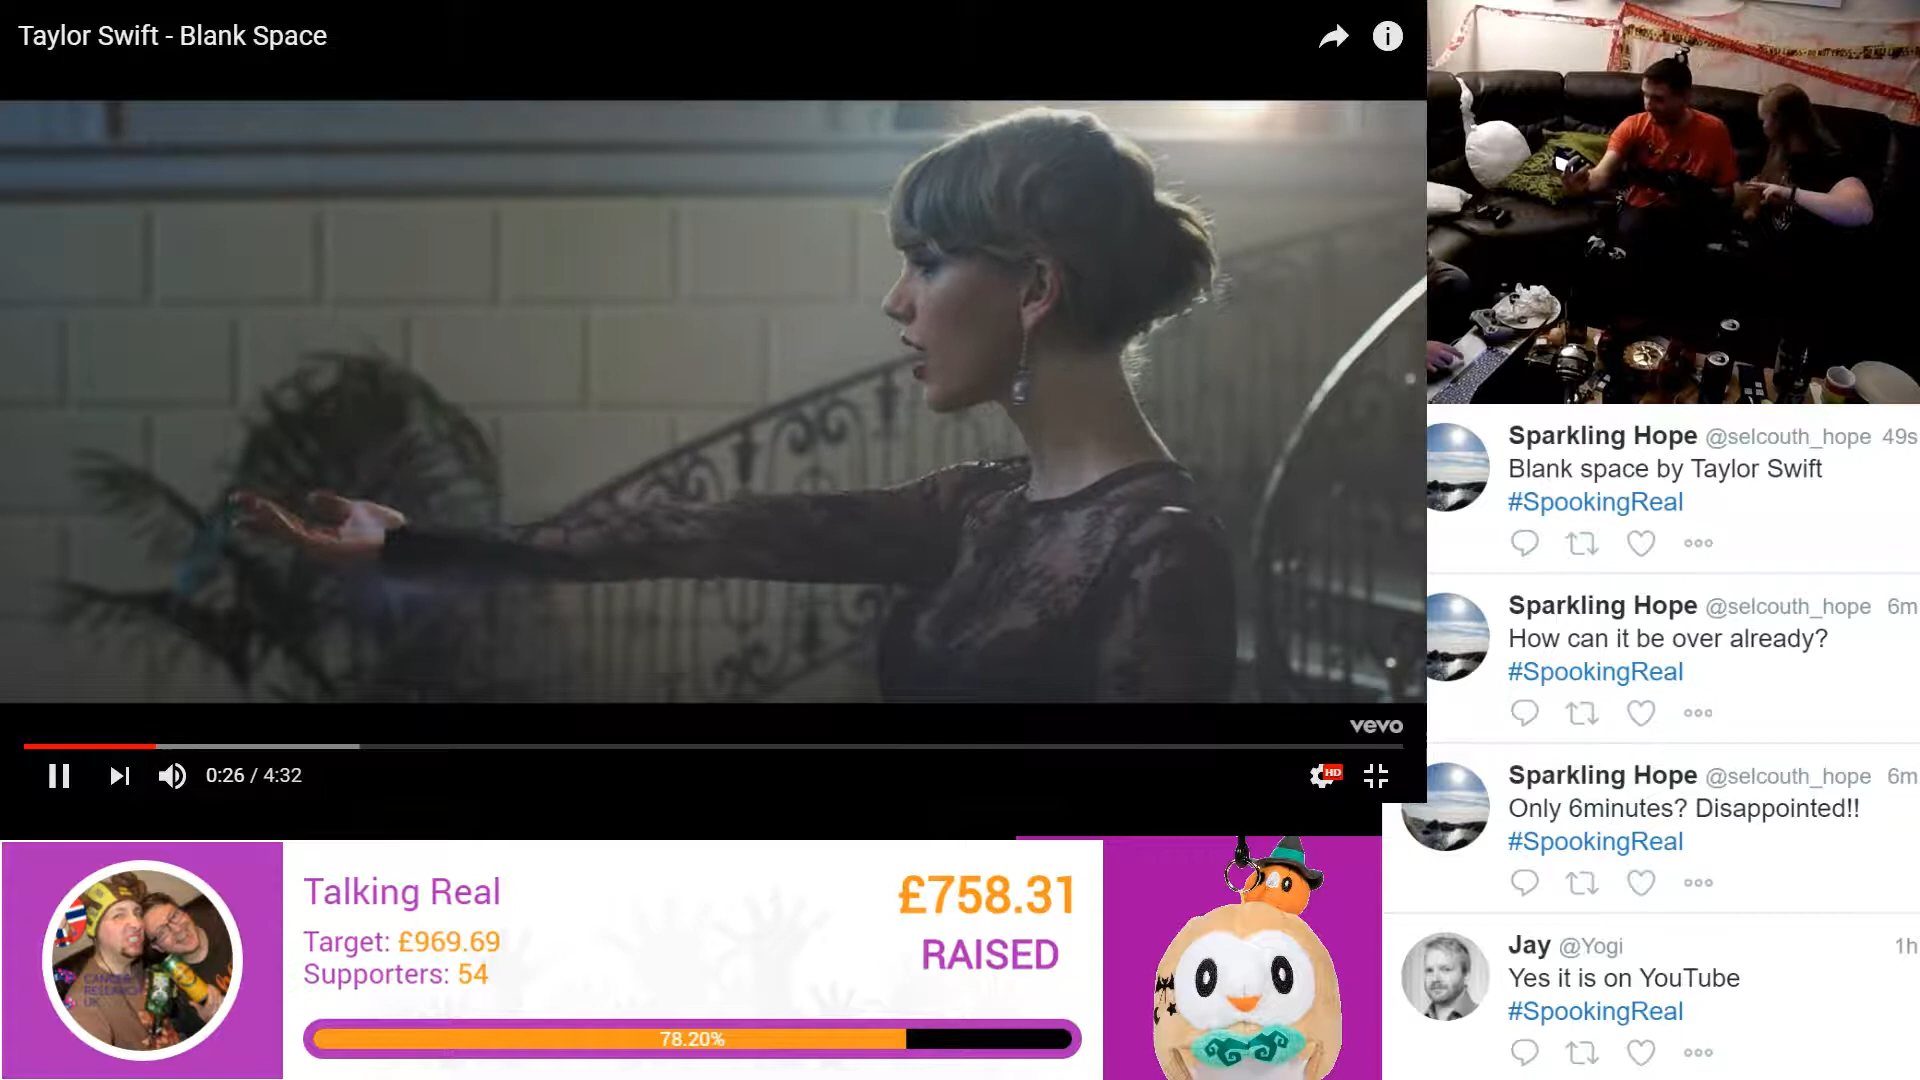 Taylor Swift - Blank Space
vevo
0:26 / 4:32
HD
Sparkling Hope @selcouth_hope 49s
Blank space by Taylor Swift
#SpookingReal
Sparkling Hope @selcouth_hope 6m
How can it be over already?
#SpookingReal
Sparkling Hope @selcouth_hope 6m
Only 6minutes? Disappointed!!
#SpookingReal
Jay @Yogi 1h
Yes it is on YouTube
#SpookingReal
CANCER
RESEARCH
UK
Talking Real
Target: £969.69
Supporters: 54
£758.31
RAISED
78.20%